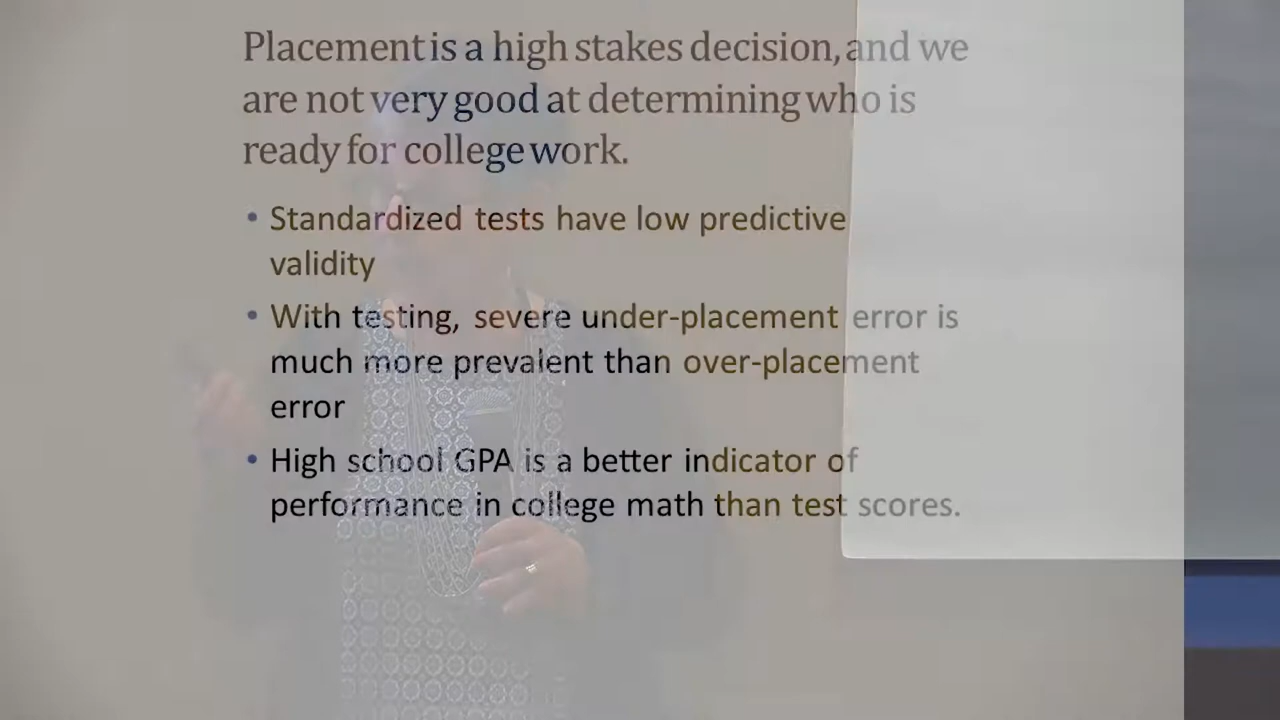 Placement is a high stakes decision, and we
are not very good at determining who is
ready for college work.
• Standardized tests have low predictive
validity
• With testing, severe under-placement error is
much more prevalent than over-placement
error
• High school GPA is a better indicator of
performance in college math than test scores.